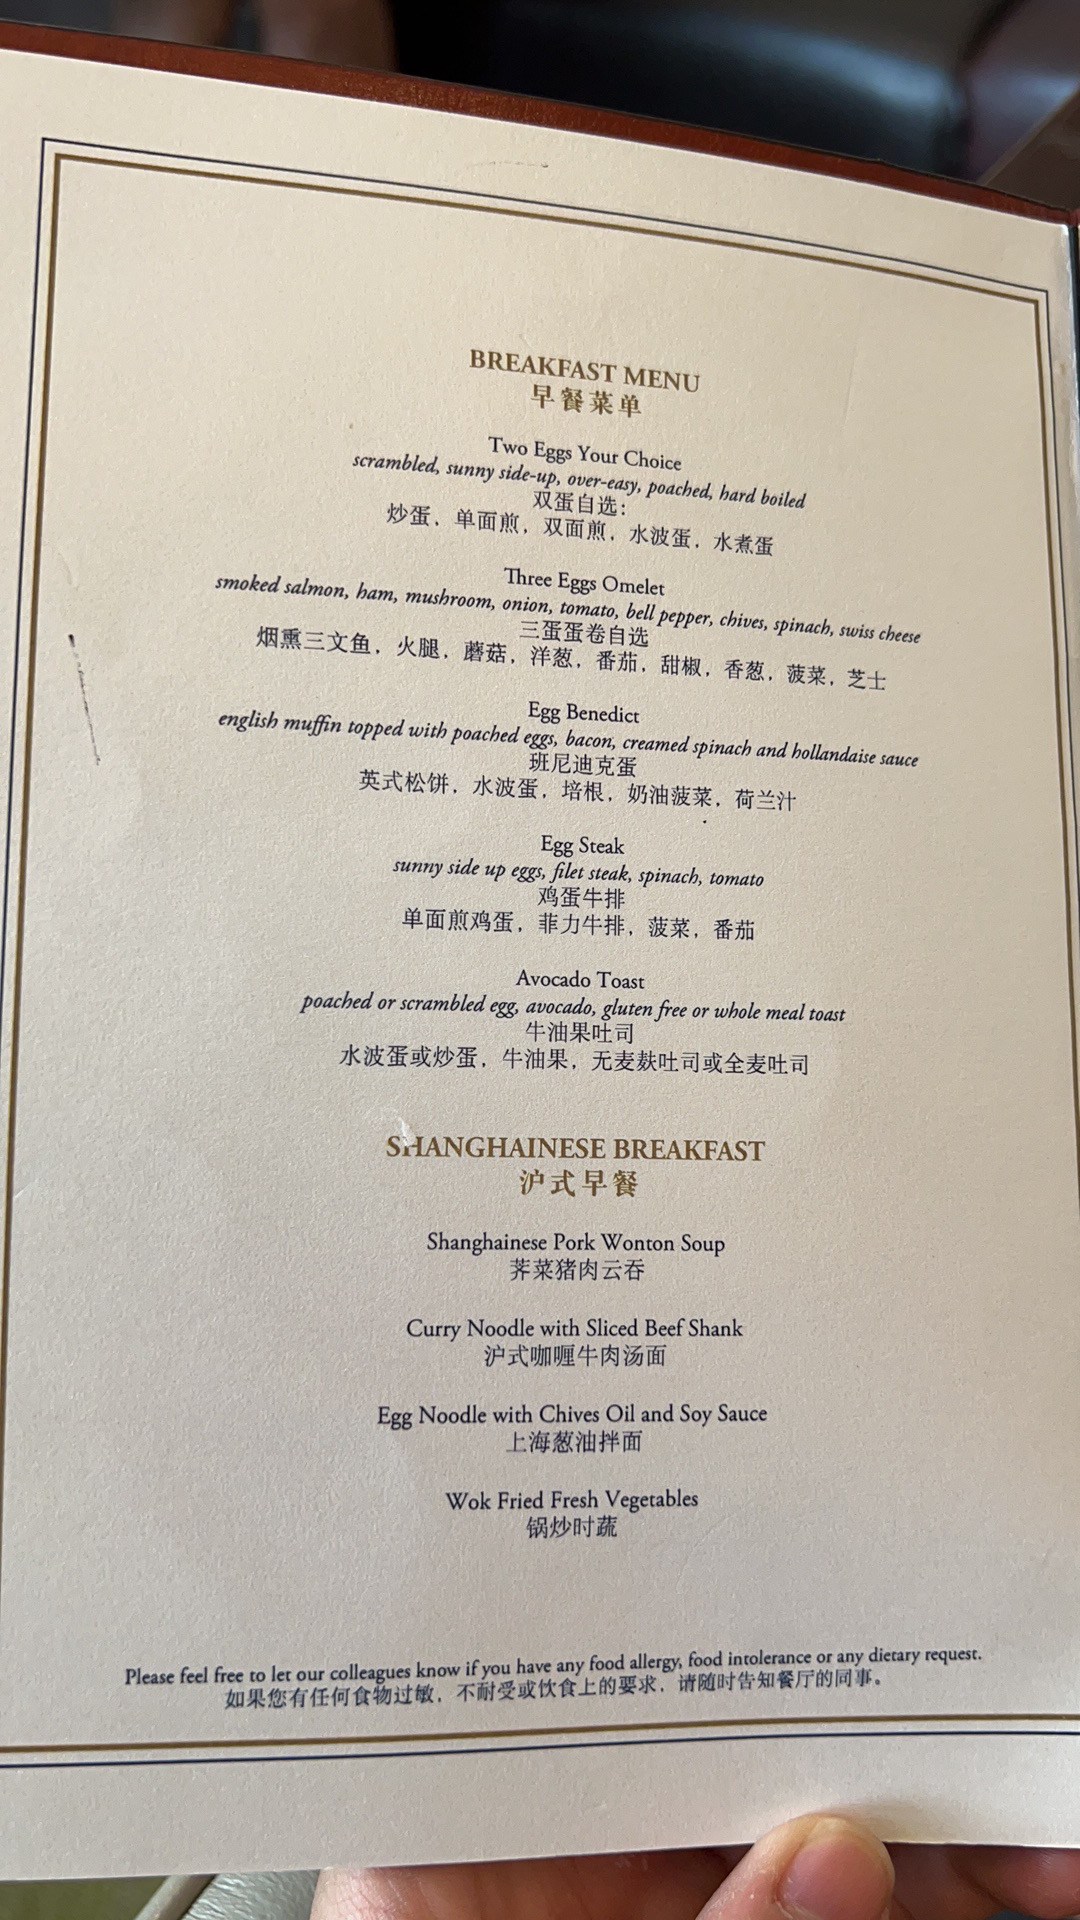 BREAKFAST MENU
早餐菜单
Two Eggs Your Choice
scrambled, sunny side-up, over-easy, poached, hard boiled
双蛋自选：
炒蛋，单面煎，双面煎，水波蛋，水煮蛋
Three Eggs Omelet
smoked salmon, ham, mushroom, onion, tomato, bell pepper, chives, spinach, swiss cheese
三蛋蛋卷自选
烟熏三文鱼，火腿，蘑菇，洋葱，番茄，甜椒，香葱，菠菜，芝士
Egg Benedict
english muffin topped with poached eggs, bacon, creamed spinach and hollandaise sauce
班尼迪克蛋
英式松饼，水波蛋，培根，奶油菠菜，荷兰汁
Egg Steak
sunny side up eggs, filet steak, spinach, tomato
鸡蛋牛排
单面煎鸡蛋，菲力牛排，菠菜，番茄
Avocado Toast
poached or scrambled egg, avocado, gluten free or whole meal toast
牛油果吐司
水波蛋或炒蛋，牛油果，无麦麸吐司或全麦吐司
SHANGHAINESE BREAKFAST
沪式早餐
Shanghainese Pork Wonton Soup
荠菜猪肉云吞
Curry Noodle with Sliced Beef Shank
沪式咖喱牛肉汤面
Egg Noodle with Chives Oil and Soy Sauce
上海葱油拌面
Wok Fried Fresh Vegetables
锅炒时蔬
Please feel free to let our colleagues know if you have any food allergy, food intolerance or any dietary request.
如果您有任何食物过敏，不耐受或饮食上的要求，请随时告知餐厅的同事。